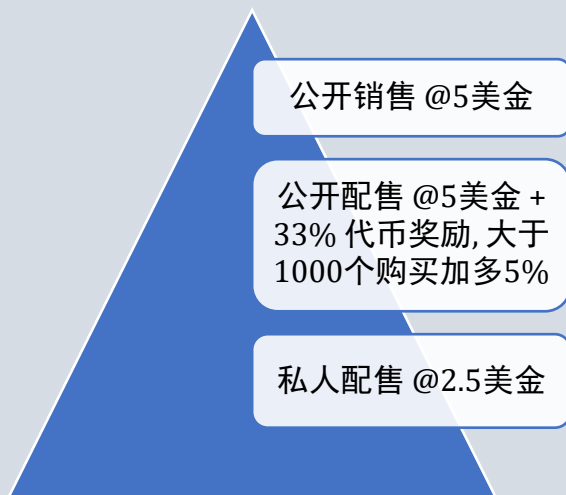 公开销售 @5美金
公开配售 @5美金 +
33% 代币奖励, 大于
1000个购买加多5%
私人配售 @2.5美金